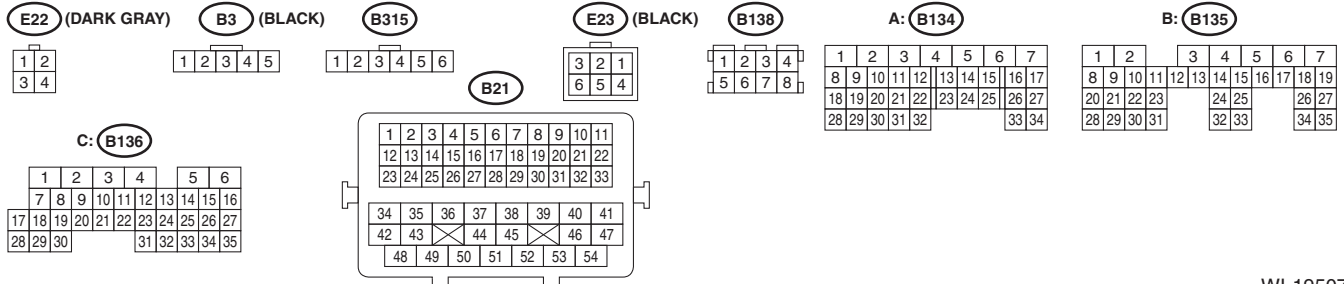 E22 (DARK GRAY) B3 (BLACK) B315 E23 (BLACK) B138 A: B134 B: B135
1 2
3 4
1 2 3 4 5
1 2 3 4 5 6
3 2 1
6 5 4
1 2 3 4
5 6 7 8
1 2 3 4 5 6 7
8 9 10 11 12 13 14 15 16 17
18 19 20 21 22 23 24 25 26 27
28 29 30 31 32 33 34
1 2 3 4 5 6 7
8 9 10 11 12 13 14 15 16 17 18 19
20 21 22 23 24 25 26 27
28 29 30 31 32 33 34 35
B21
1 2 3 4 5 6 7 8 9 10 11
12 13 14 15 16 17 18 19 20 21 22
23 24 25 26 27 28 29 30 31 32 33
34 35 36 37 38 39 40 41
42 43 44 45 46 47
48 49 50 51 52 53 54
C: B136
1 2 3 4 5 6
7 8 9 10 11 12 13 14 15 16
17 18 19 20 21 22 23 24 25 26 27
28 29 30 31 32 33 34 35